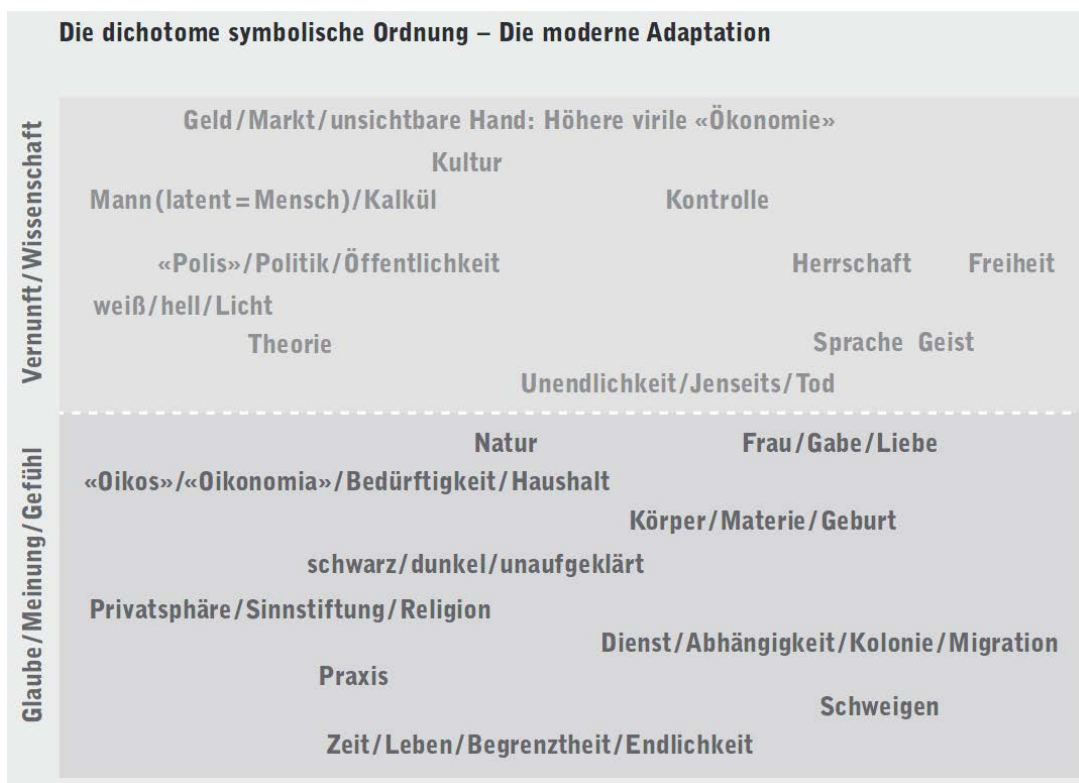 Die dichotome symbolische Ordnung – Die moderne Adaptation
Vernunft/Wissenschaft
Geld/Markt/unsichtbare Hand: Höhere virile «Ökonomie»
Kultur
Mann(latent=Mensch)/Kalkül
Kontrolle
«Polis»/Politik/Öffentlichkeit
Herrschaft
Freiheit
weiß/hell/Licht
Theorie
Sprache Geist
Unendlichkeit/Jenseits/Tod
Glaube/Meinung/Gefühl
Natur
Frau/Gabe/Liebe
«Oikos»/«Oikonomia»/Bedürftigkeit/Haushalt
Körper/Materie/Geburt
schwarz/dunkel/unaufgeklärt
Privatsphäre/Sinnstiftung/Religion
Dienst/Abhängigkeit/Kolonie/Migration
Praxis
Schweigen
Zeit/Leben/Begrenztheit/Endlichkeit